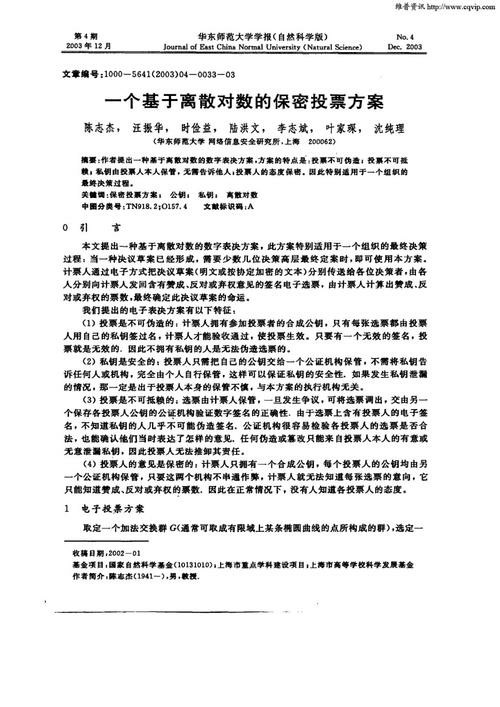 维普资讯 http://www.cqvip.com
第4期 华东师范大学学报(自然科学版) No.4
2003年12月 Journal of East China Normal University (Natural Science) Dec. 2003
文章编号:1000-5641(2003)04-0033-03
一个基于离散对数的保密投票方案
陈志杰, 汪振华, 时俭益, 陆洪文, 李志斌, 叶家琛, 沈纯理
(华东师范大学 网络信息安全研究所,上海 200062)
摘要:作者提出一种基于离散对数的数字表决方案,方案的特点是:投票不可伪造;投票不可抵
赖;私钥由投票人本人保管,无需告诉他人;投票人的态度保密。因此特别适用于一个组织的
最终决策过程。
关键词:保密投票方案; 公钥; 私钥; 离散对数
中图分类号:TN918.2;O157.4 文献标识码:A
0 引 言
本文提出一种基于离散对数的数字表决方案,此方案特别适用于一个组织的最终决策
过程:当一种决议草案已经形成,需要少数几位决策高层最终定案时,即可使用本方案。
计票人通过电子方式把决议草案(明文或按协定加密的文本)分别传送给各位决策者,由各
人分别向计票人发回含有赞成、反对或弃权意见的签名电子选票,由计票人计算出赞成、反
对或弃权的票数,最终确定此决议草案的命运。
我们提出的电子表决方案有以下特征:
(1)投票是不可伪造的:计票人拥有参加投票者的合成公钥,只有每张选票都由投票
人用自己的私钥签过名,计票人才能验收通过,使投票生效。只要有一个无效的签名,投
票就是无效的.因此不拥有私钥的人是无法伪造选票的。
(2)私钥是安全的:投票人只需把自己的公钥交给一个公证机构保管,不需将私钥告
诉任何人或机构,完全由个人自行保管,这样可以保证私钥的安全性.如果发生私钥泄漏
的情况,那一定是出于投票人本身的保管不慎,与本方案的执行机构无关。
(3)投票是不可抵赖的:选票由计票人保管,一旦发生争议,可将选票调出,交由另一
个保存各投票人公钥的公证机构验证数字签名的正确性.由于选票上含有投票人的电子签
名,不知道私钥的人几乎不可能伪造签名.公证机构很容易检验各投票人的选票是否合
法,也能确认他们当时表达了怎样的意见.任何伪造或篡改只能来自投票人本人的有意或
无意泄漏私钥,因此投票人无法推卸其责任。
(4)投票人的意见是保密的:计票人只拥有一个合成公钥,每个投票人的公钥均由另
一个公证机构保管,只要这两个机构不串通作弊,计票人就无法知道每张选票的意向,它
只能知道赞成、反对或弃权的票数.因此在正常情况下,没有人知道各投票人的态度。
1 电子投票方案
取定一个加法交换群G(通常可取成有限域上某条椭圆曲线的点所构成的群),选定一
收稿日期:2002-01
基金项目:国家自然科学基金(10131010);上海市重点学科建设项目;上海市高等学校科学发展基金
作者简介:陈志杰(1941-),男,教授.